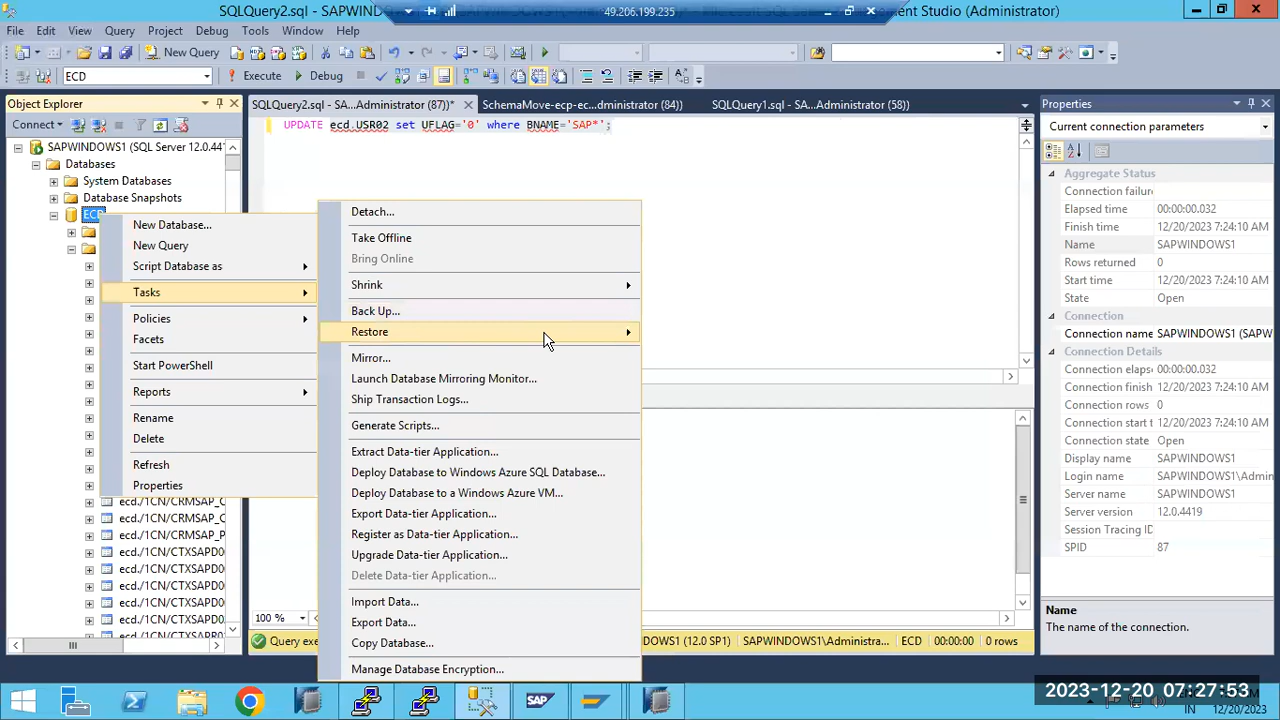 SQLQuery2.sql - SAPWINDOWS
49.206.199.235
Management Studio (Administrator)
File Edit View Query Project Debug Tools Window Help
New Query
ECD
Execute
Debug
Object Explorer
SQLQuery2.sql - SA...Administrator (87))*
SchemaMove-ecp-ec...dministrator (84))
SQLQuery1.sql - SA...Administrator (58))
Properties
Connect
UPDATE ecd.USR02 set UFLAG='0' where BNAME='SAP*';
Current connection parameters
SAPWINDOWS1 (SQL Server 12.0.441
Databases
System Databases
Database Snapshots
ECD
New Database...
New Query
Script Database as
Tasks
Policies
Facets
Start PowerShell
Reports
Rename
Delete
Refresh
Properties
Detach...
Take Offline
Bring Online
Shrink
Back Up...
Restore
Mirror...
Launch Database Mirroring Monitor...
Ship Transaction Logs...
Generate Scripts...
Extract Data-tier Application...
Deploy Database to Windows Azure SQL Database...
Deploy Database to a Windows Azure VM...
Export Data-tier Application...
Register as Data-tier Application...
Upgrade Data-tier Application...
Delete Data-tier Application...
Import Data...
Export Data...
Copy Database...
Manage Database Encryption...
ecd./1CN/CRMSAP_C
ecd./1CN/CRMSAP_F
ecd./1CN/CRMSAP_P
ecd./1CN/CTXSAPD0
ecd./1CN/CTXSAPD0
ecd./1CN/CTXSAPD0
ecd./1CN/CTXSAPD0
ecd./1CN/CTXSAPD0
Aggregate Status
Connection failure
Elapsed time 00:00:00.032
Finish time 12/20/2023 7:24:10 AM
Name SAPWINDOWS1
Rows returned 0
Start time 12/20/2023 7:24:10 AM
State Open
Connection
Connection name SAPWINDOWS1 (SAPW
Connection Details
Connection elaps 00:00:00.032
Connection finish 12/20/2023 7:24:10 AM
Connection rows 0
Connection start t 12/20/2023 7:24:10 AM
Connection state Open
Display name SAPWINDOWS1
Login name SAPWINDOWS1\Admin
Server name SAPWINDOWS1
Server version 12.0.4419
Session Tracing ID
SPID 87
Name
The name of the connection.
100 %
Query exe
DOWS1 (12.0 SP1)
SAPWINDOWS1\Administra...
ECD
00:00:00
0 rows
SAP
2023-12-20 07:27:53
IN
12/20/2023